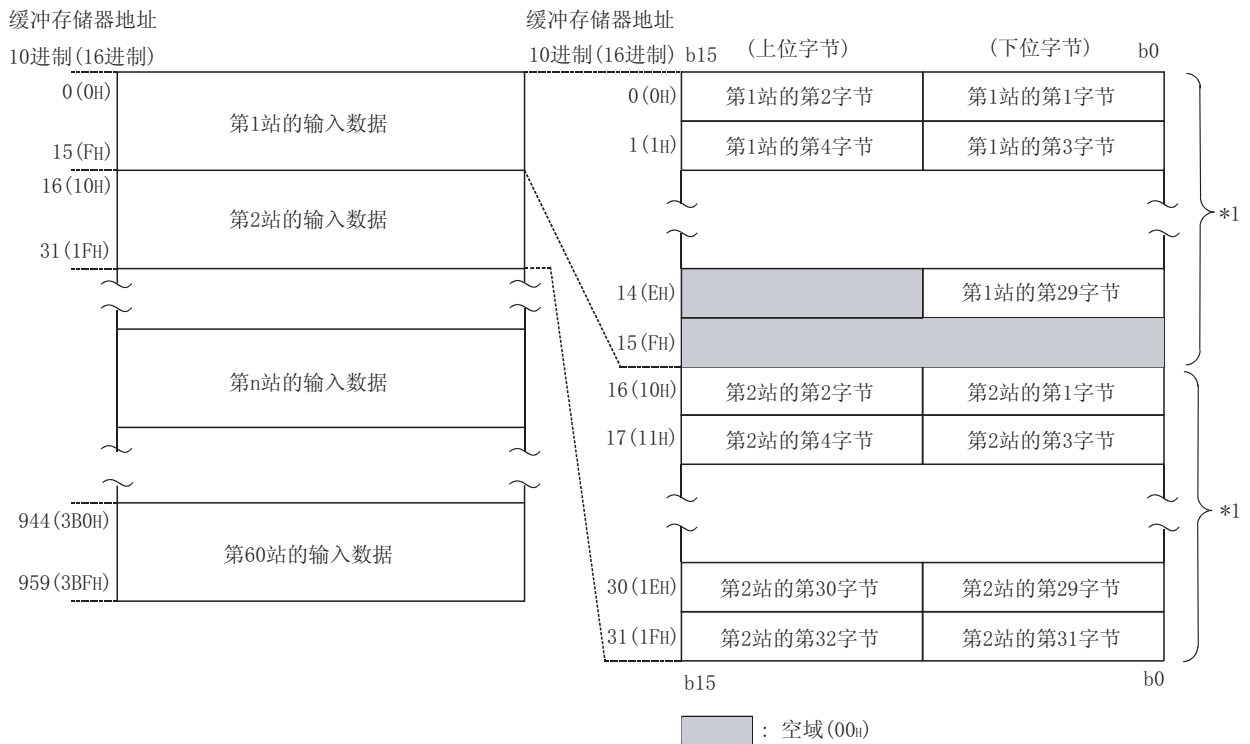 缓冲存储器地址
10进制(16进制)
0(0H)
第1站的输入数据
15(FH)
16(10H)
第2站的输入数据
31(1FH)
第n站的输入数据
944(3B0H)
第60站的输入数据
959(3BFH)
缓冲存储器地址
10进制(16进制) b15 (上位字节) (下位字节) b0
0(0H) 第1站的第2字节 第1站的第1字节
1(1H) 第1站的第4字节 第1站的第3字节
*1
14(EH) 第1站的第29字节
15(FH)
16(10H) 第2站的第2字节 第2站的第1字节
17(11H) 第2站的第4字节 第2站的第3字节
*1
30(1EH) 第2站的第30字节 第2站的第29字节
31(1FH) 第2站的第32字节 第2站的第31字节
b15 b0
: 空域(00H)